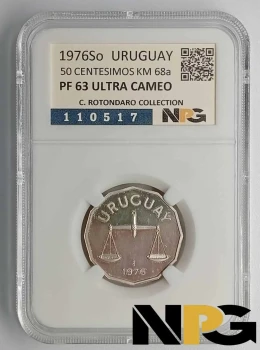 1976So URUGUAY
50 CENTESIMOS KM 68a
PF 63 ULTRA CAMEO
C. ROTONDARO COLLECTION
110517 NPG
URUGUAY
1976
NPG